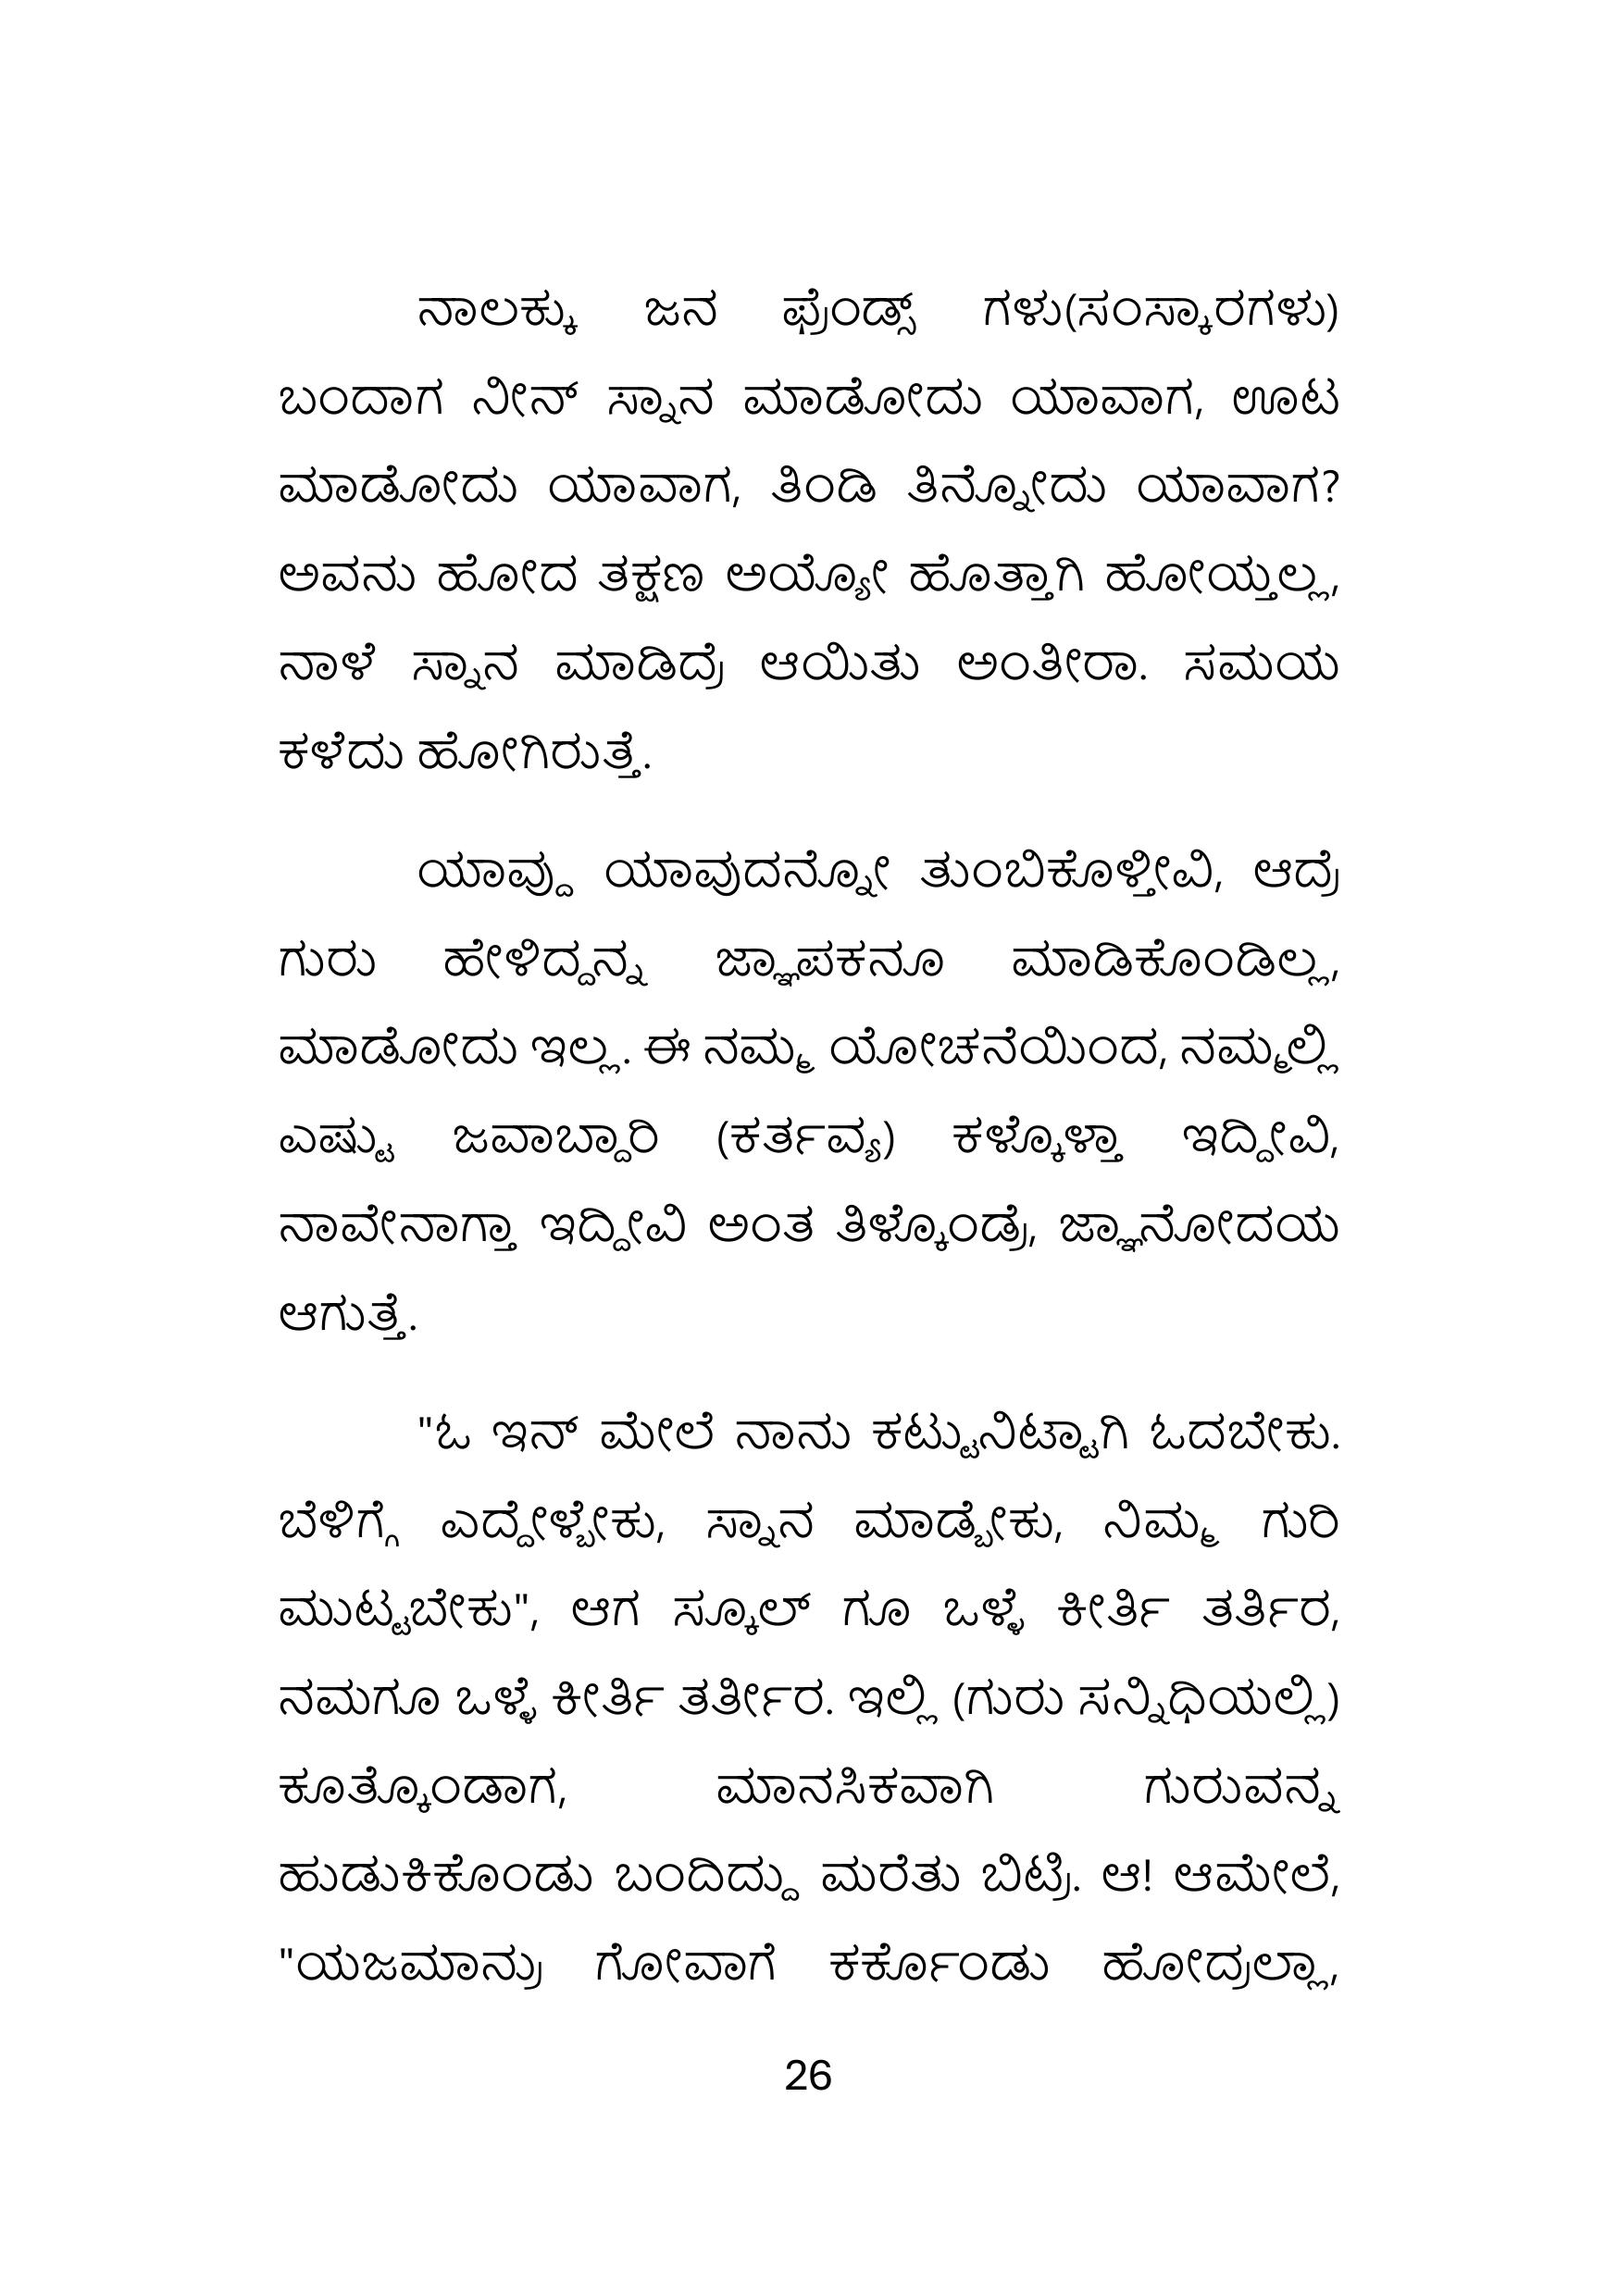 ನಾಲಕ್ಕು ಜನ ಫ್ರೆಂಡ್ಸ್ ಗಳು(ಸಂಸ್ಕಾರಗಳು)
ಬಂದಾಗ ನೀನ್ ಸ್ನಾನ ಮಾಡೋದು ಯಾವಾಗ, ಊಟ
ಮಾಡೋದು ಯಾವಾಗ, ತಿಂಡಿ ತಿನ್ನೋದು ಯಾವಾಗ?
ಅವನು ಹೋದ ತಕ್ಷಣ ಅಯ್ಯೋ ಹೊತ್ತಾಗಿ ಹೋಯ್ತಲ್ಲ,
ನಾಳೆ ಸ್ನಾನ ಮಾಡಿದ್ರೆ ಆಯಿತು ಅಂತೀರಾ. ಸಮಯ
ಕಳೆದು ಹೋಗಿರುತ್ತೆ.
ಯಾವ್ದು ಯಾವುದನ್ನೋ ತುಂಬಿಕೊಳ್ತೀವಿ, ಆದ್ರೆ
ಗುರು ಹೇಳಿದ್ದನ್ನ ಜ್ಞಾಪಕನೂ ಮಾಡಿಕೊಂಡಿಲ್ಲ,
ಮಾಡೋದು ಇಲ್ಲ. ಈ ನಮ್ಮ ಯೋಚನೆಯಿಂದ, ನಮ್ಮಲ್ಲಿ
ಎಷ್ಟು ಜವಾಬ್ದಾರಿ (ಕರ್ತವ್ಯ) ಕಳ್ಕೊಳ್ತಾ ಇದ್ದೀವಿ,
ನಾವೇನಾಗ್ತಾ ಇದ್ದೀವಿ ಅಂತ ತಿಳ್ಕೊಂಡ್ರೆ, ಜ್ಞಾನೋದಯ
ಆಗುತ್ತೆ.
"ಓ ಇನ್ ಮೇಲೆ ನಾನು ಕಟ್ಟುನಿಟ್ಟಾಗಿ ಓದಬೇಕು.
ಬೆಳಿಗ್ಗೆ ಎದ್ದೇಳ್ಬೇಕು, ಸ್ನಾನ ಮಾಡ್ಬೇಕು, ನಿಮ್ಮ ಗುರಿ
ಮುಟ್ಟಬೇಕು", ಆಗ ಸ್ಕೂಲ್ ಗೂ ಒಳ್ಳೆ ಕೀರ್ತಿ ತರ್ತಿರ,
ನಮಗೂ ಒಳ್ಳೆ ಕೀರ್ತಿ ತರ್ತೀರ. ಇಲ್ಲಿ (ಗುರು ಸನ್ನಿಧಿಯಲ್ಲಿ)
ಕೂತ್ಕೊಂಡಾಗ, ಮಾನಸಿಕವಾಗಿ ಗುರುವನ್ನ
ಹುಡುಕಿಕೊಂಡು ಬಂದಿದ್ದು ಮರೆತು ಬಿಟ್ರಿ. ಆ! ಆಮೇಲೆ,
"ಯಜಮಾನ್ರು ಗೋವಾಗೆ ಕರ್ಕೊಂಡು ಹೋದ್ರಲ್ಲಾ,
26